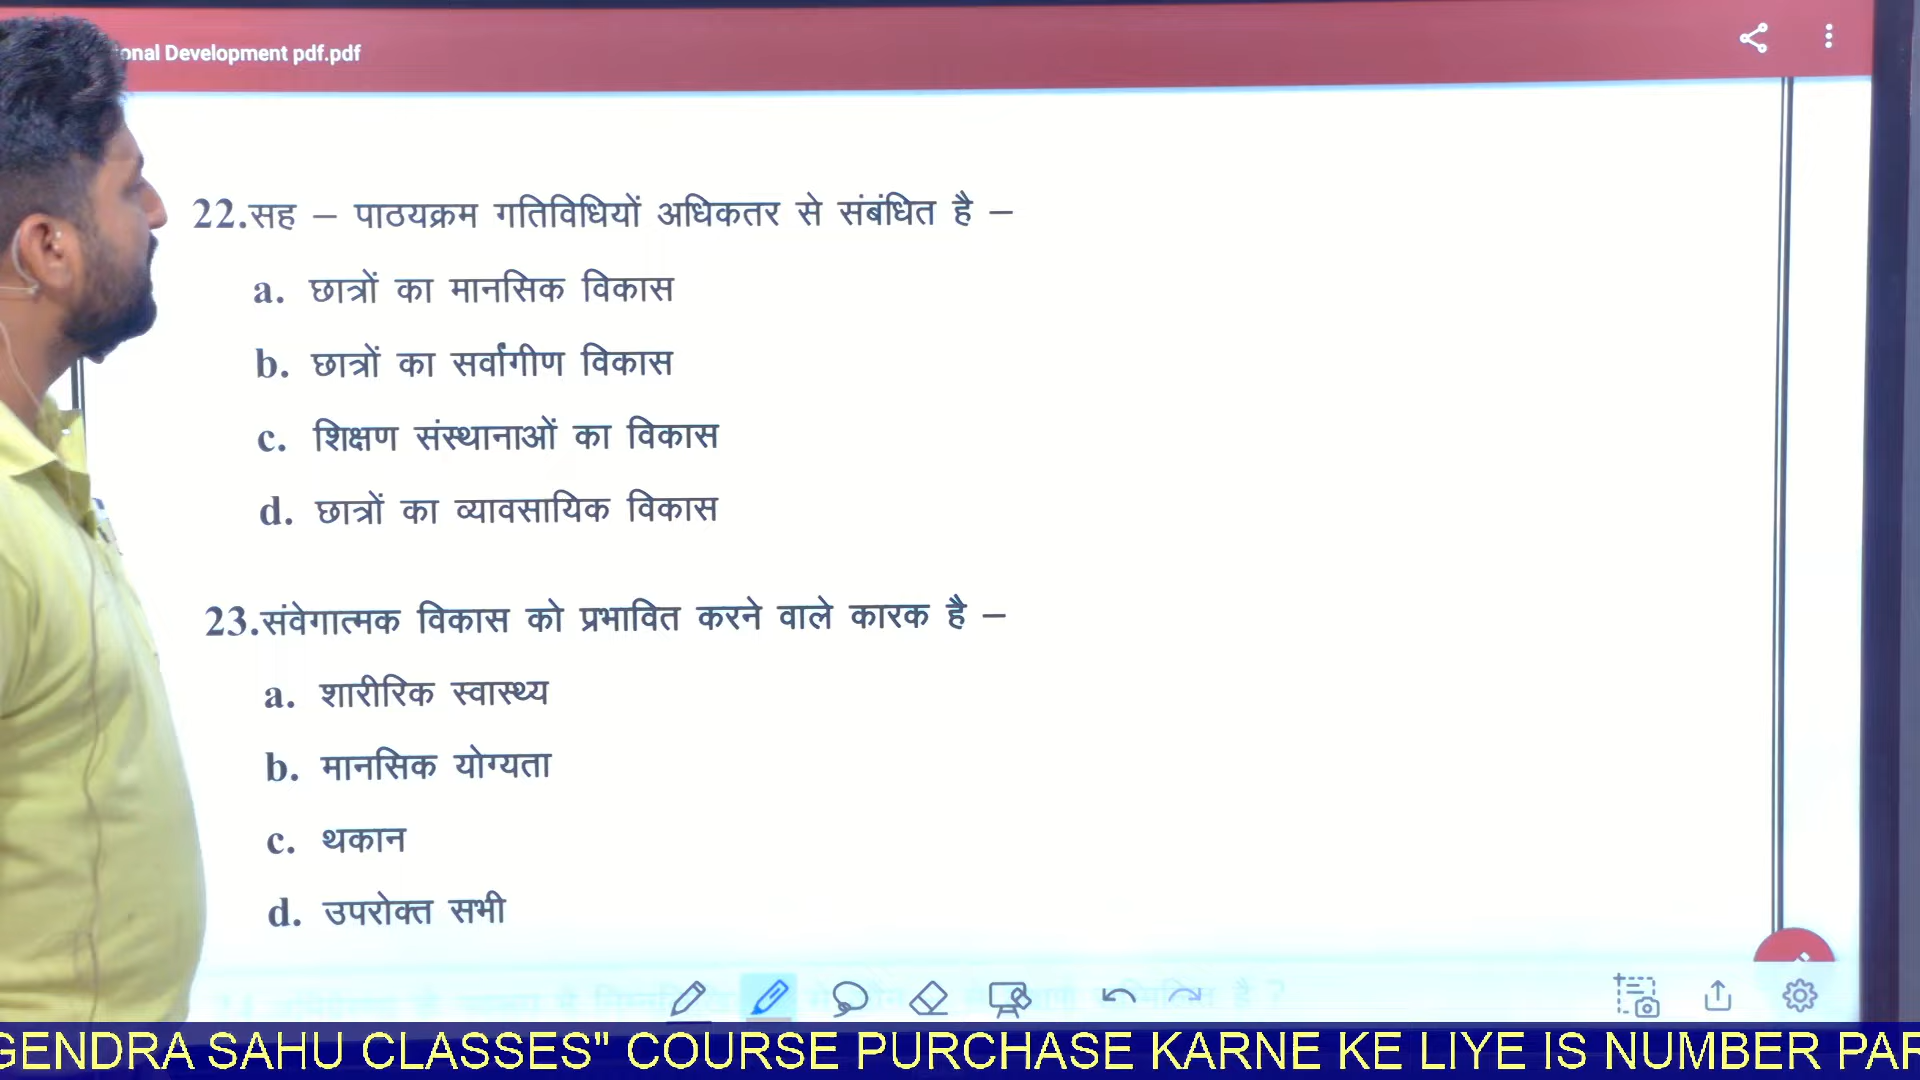 onal Development pdf.pdf
22.सह – पाठयक्रम गतिविधियों अधिकतर से संबंधित है –
a. छात्रों का मानसिक विकास
b. छात्रों का सर्वांगीण विकास
c. शिक्षण संस्थानाओं का विकास
d. छात्रों का व्यावसायिक विकास
23.संवेगात्मक विकास को प्रभावित करने वाले कारक है –
a. शारीरिक स्वास्थ्य
b. मानसिक योग्यता
c. थकान
d. उपरोक्त सभी
GENDRA SAHU CLASSES" COURSE PURCHASE KARNE KE LIYE IS NUMBER PAR